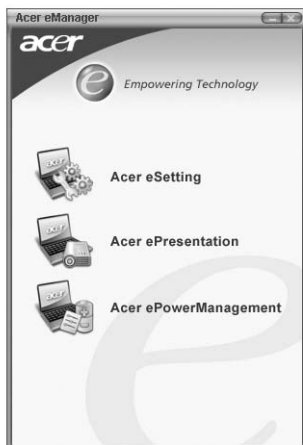 Acer eManager
acer
e Empowering Technology
Acer eSetting
Acer ePresentation
Acer ePowerManagement